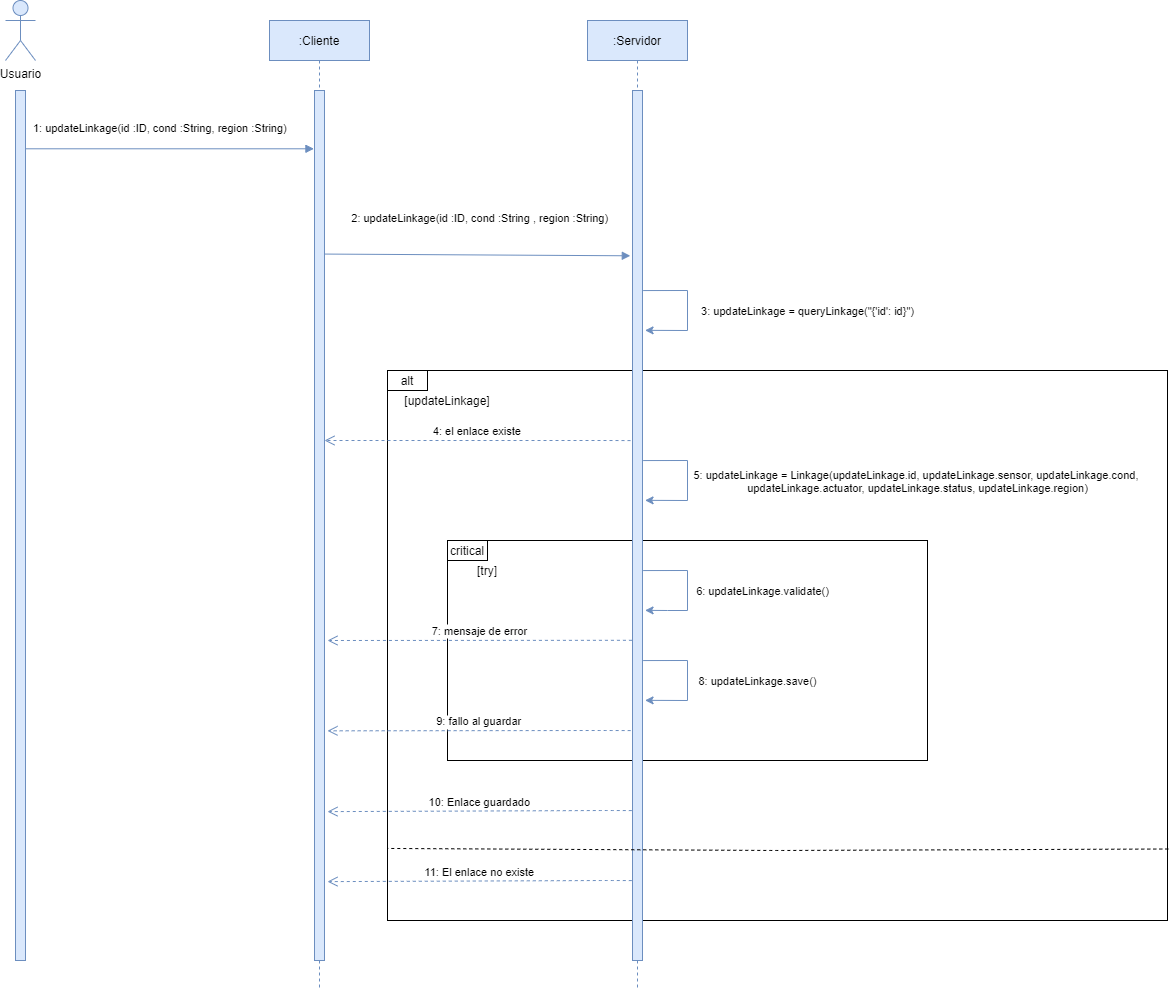 :Cliente
:Servidor
Usuario
1: updateLinkage(id :ID, cond :String, region :String)
2: updateLinkage(id :ID, cond :String , region :String)
3: updateLinkage = queryLinkage("{'id': id}")
alt
[updateLinkage]
4: el enlace existe
5: updateLinkage = Linkage(updateLinkage.id, updateLinkage.sensor, updateLinkage.cond,
updateLinkage.actuator, updateLinkage.status, updateLinkage.region)
critical
[try]
6: updateLinkage.validate()
7: mensaje de error
8: updateLinkage.save()
9: fallo al guardar
10: Enlace guardado
11: El enlace no existe